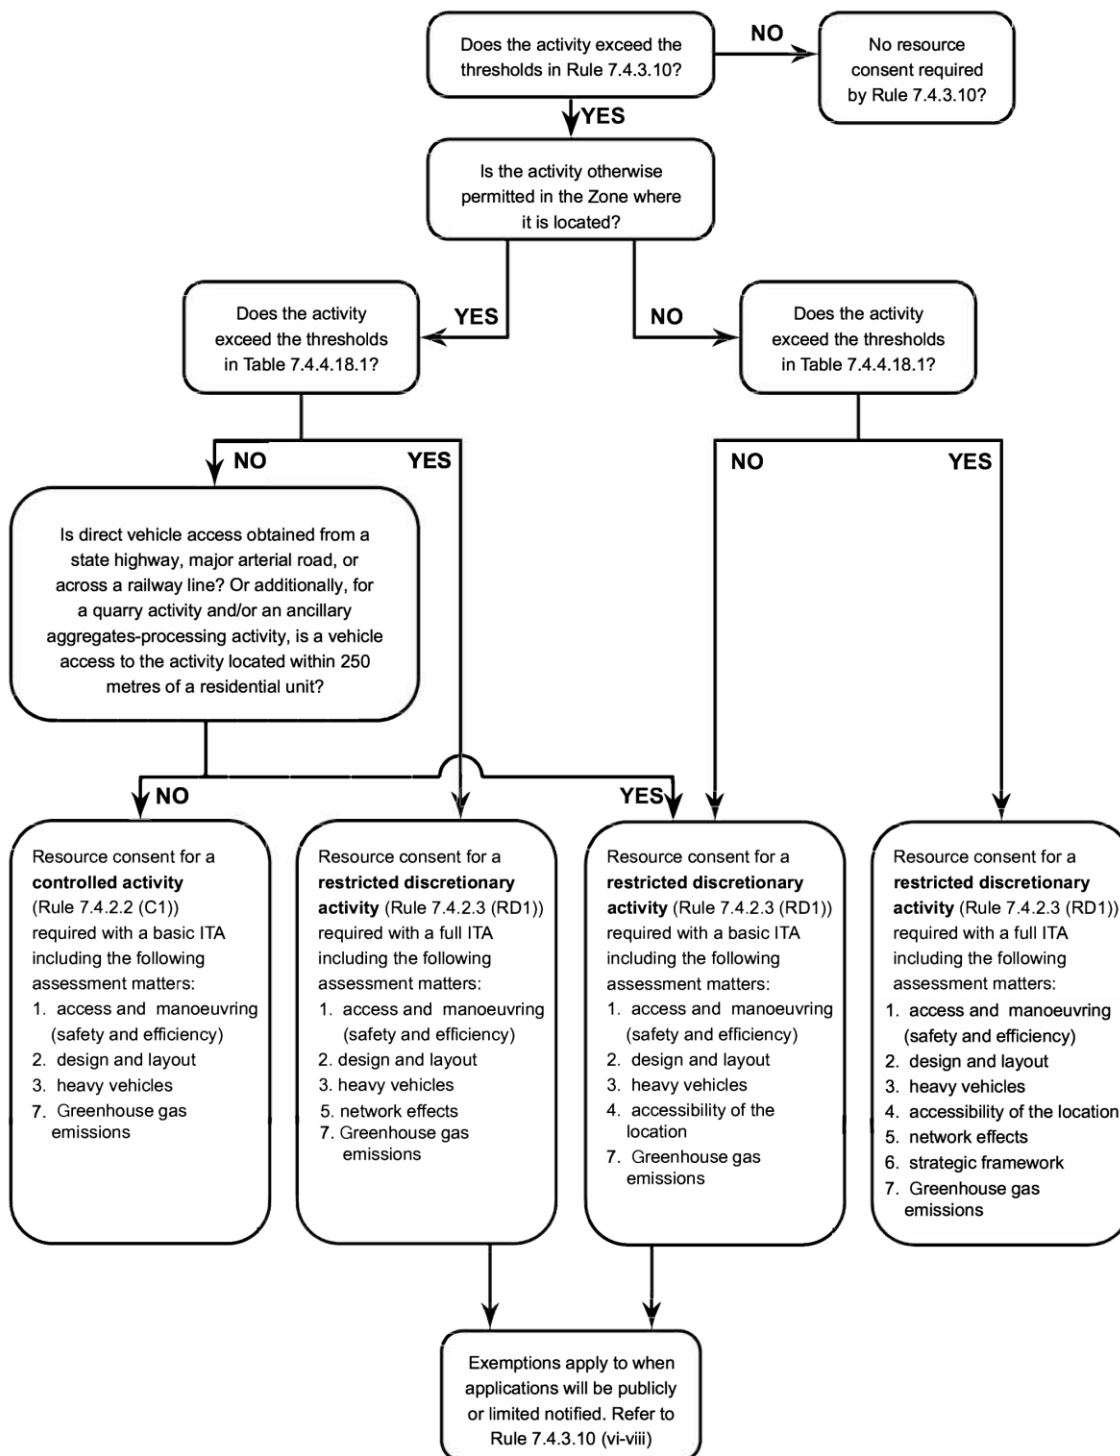 Does the activity exceed the
thresholds in Rule 7.4.3.10?
NO
No resource
consent required
by Rule 7.4.3.10?
YES
Is the activity otherwise
permitted in the Zone where
it is located?
YES
NO
Does the activity
exceed the thresholds
in Table 7.4.4.18.1?
Does the activity
exceed the thresholds
in Table 7.4.4.18.1?
NO
YES
NO
YES
Is direct vehicle access obtained from a
state highway, major arterial road, or
across a railway line? Or additionally, for
a quarry activity and/or an ancillary
aggregates-processing activity, is a vehicle
access to the activity located within 250
metres of a residential unit?
NO
YES
Resource consent for a
controlled activity
(Rule 7.4.2.2 (C1))
required with a basic ITA
including the following
assessment matters:
1. access and manoeuvring
(safety and efficiency)
2. design and layout
3. heavy vehicles
7. Greenhouse gas
emissions
Resource consent for a
restricted discretionary
activity (Rule 7.4.2.3 (RD1))
required with a full ITA
including the following
assessment matters:
1. access and manoeuvring
(safety and efficiency)
2. design and layout
3. heavy vehicles
5. network effects
7. Greenhouse gas
emissions
Resource consent for a
restricted discretionary
activity (Rule 7.4.2.3 (RD1))
required with a basic ITA
including the following
assessment matters:
1. access and manoeuvring
(safety and efficiency)
2. design and layout
3. heavy vehicles
4. accessibility of the
location
7. Greenhouse gas
emissions
Resource consent for a
restricted discretionary
activity (Rule 7.4.2.3 (RD1))
required with a full ITA
including the following
assessment matters:
1. access and manoeuvring
(safety and efficiency)
2. design and layout
3. heavy vehicles
4. accessibility of the location
5. network effects
6. strategic framework
7. Greenhouse gas
emissions
Exemptions apply to when
applications will be publicly
or limited notified. Refer to
Rule 7.4.3.10 (vi-viii)